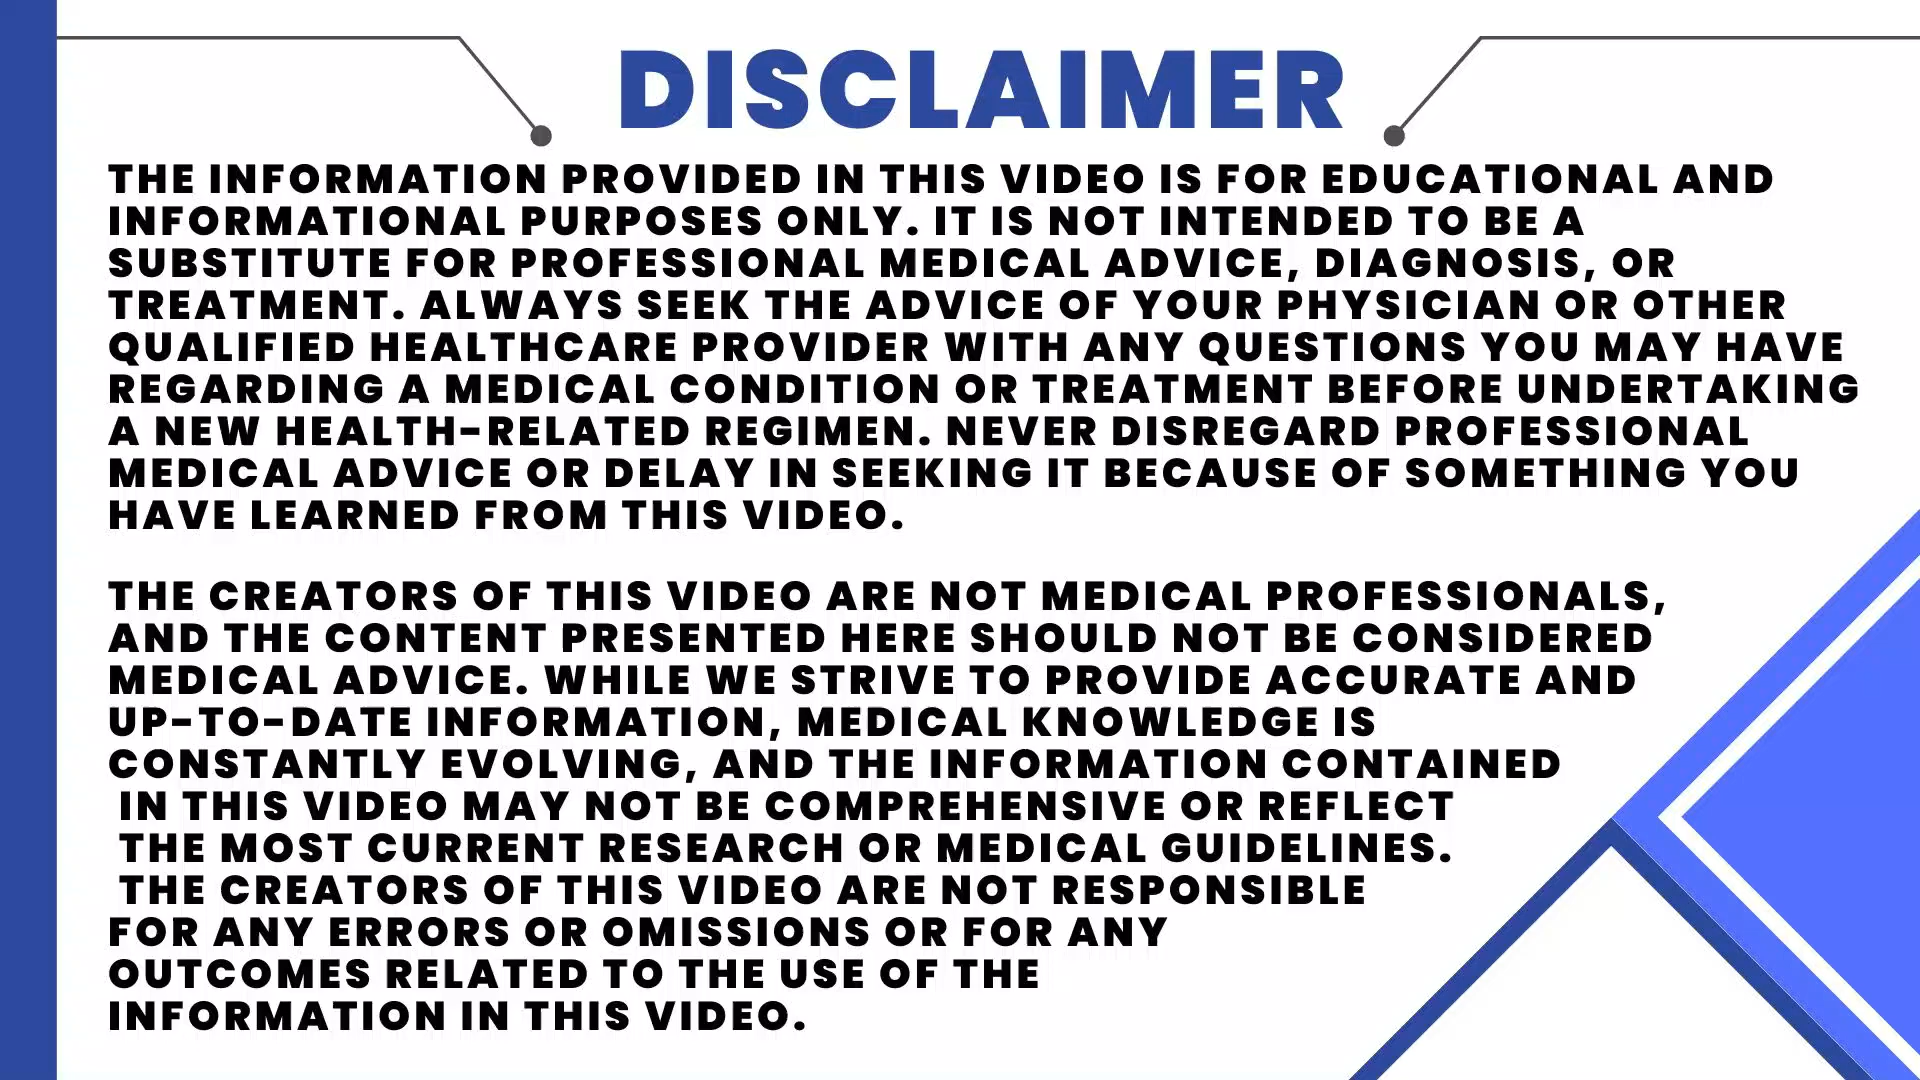 DISCLAIMER
THE INFORMATION PROVIDED IN THIS VIDEO IS FOR EDUCATIONAL AND
INFORMATIONAL PURPOSES ONLY. IT IS NOT INTENDED TO BE A
SUBSTITUTE FOR PROFESSIONAL MEDICAL ADVICE, DIAGNOSIS, OR
TREATMENT. ALWAYS SEEK THE ADVICE OF YOUR PHYSICIAN OR OTHER
QUALIFIED HEALTHCARE PROVIDER WITH ANY QUESTIONS YOU MAY HAVE
REGARDING A MEDICAL CONDITION OR TREATMENT BEFORE UNDERTAKING
A NEW HEALTH-RELATED REGIMEN. NEVER DISREGARD PROFESSIONAL
MEDICAL ADVICE OR DELAY IN SEEKING IT BECAUSE OF SOMETHING YOU
HAVE LEARNED FROM THIS VIDEO.
THE CREATORS OF THIS VIDEO ARE NOT MEDICAL PROFESSIONALS,
AND THE CONTENT PRESENTED HERE SHOULD NOT BE CONSIDERED
MEDICAL ADVICE. WHILE WE STRIVE TO PROVIDE ACCURATE AND
UP-TO-DATE INFORMATION, MEDICAL KNOWLEDGE IS
CONSTANTLY EVOLVING, AND THE INFORMATION CONTAINED
IN THIS VIDEO MAY NOT BE COMPREHENSIVE OR REFLECT
THE MOST CURRENT RESEARCH OR MEDICAL GUIDELINES.
THE CREATORS OF THIS VIDEO ARE NOT RESPONSIBLE
FOR ANY ERRORS OR OMISSIONS OR FOR ANY
OUTCOMES RELATED TO THE USE OF THE
INFORMATION IN THIS VIDEO.